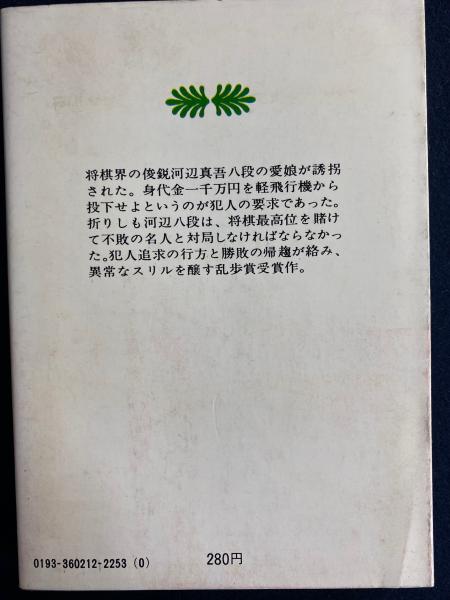 将棋界の俊鋭河辺真吾八段の愛娘が誘拐
された。身代金一千万円を軽飛行機から
投下せよというのが犯人の要求であった。
折りしも河辺八段は、将棋最高位を賭け
て不敗の名人と対局しなければならなかっ
た。犯人追求の行方と勝敗の帰趨が絡み、
異常なスリルを醸す乱歩賞受賞作。
0193-360212-2253 (0)
280円